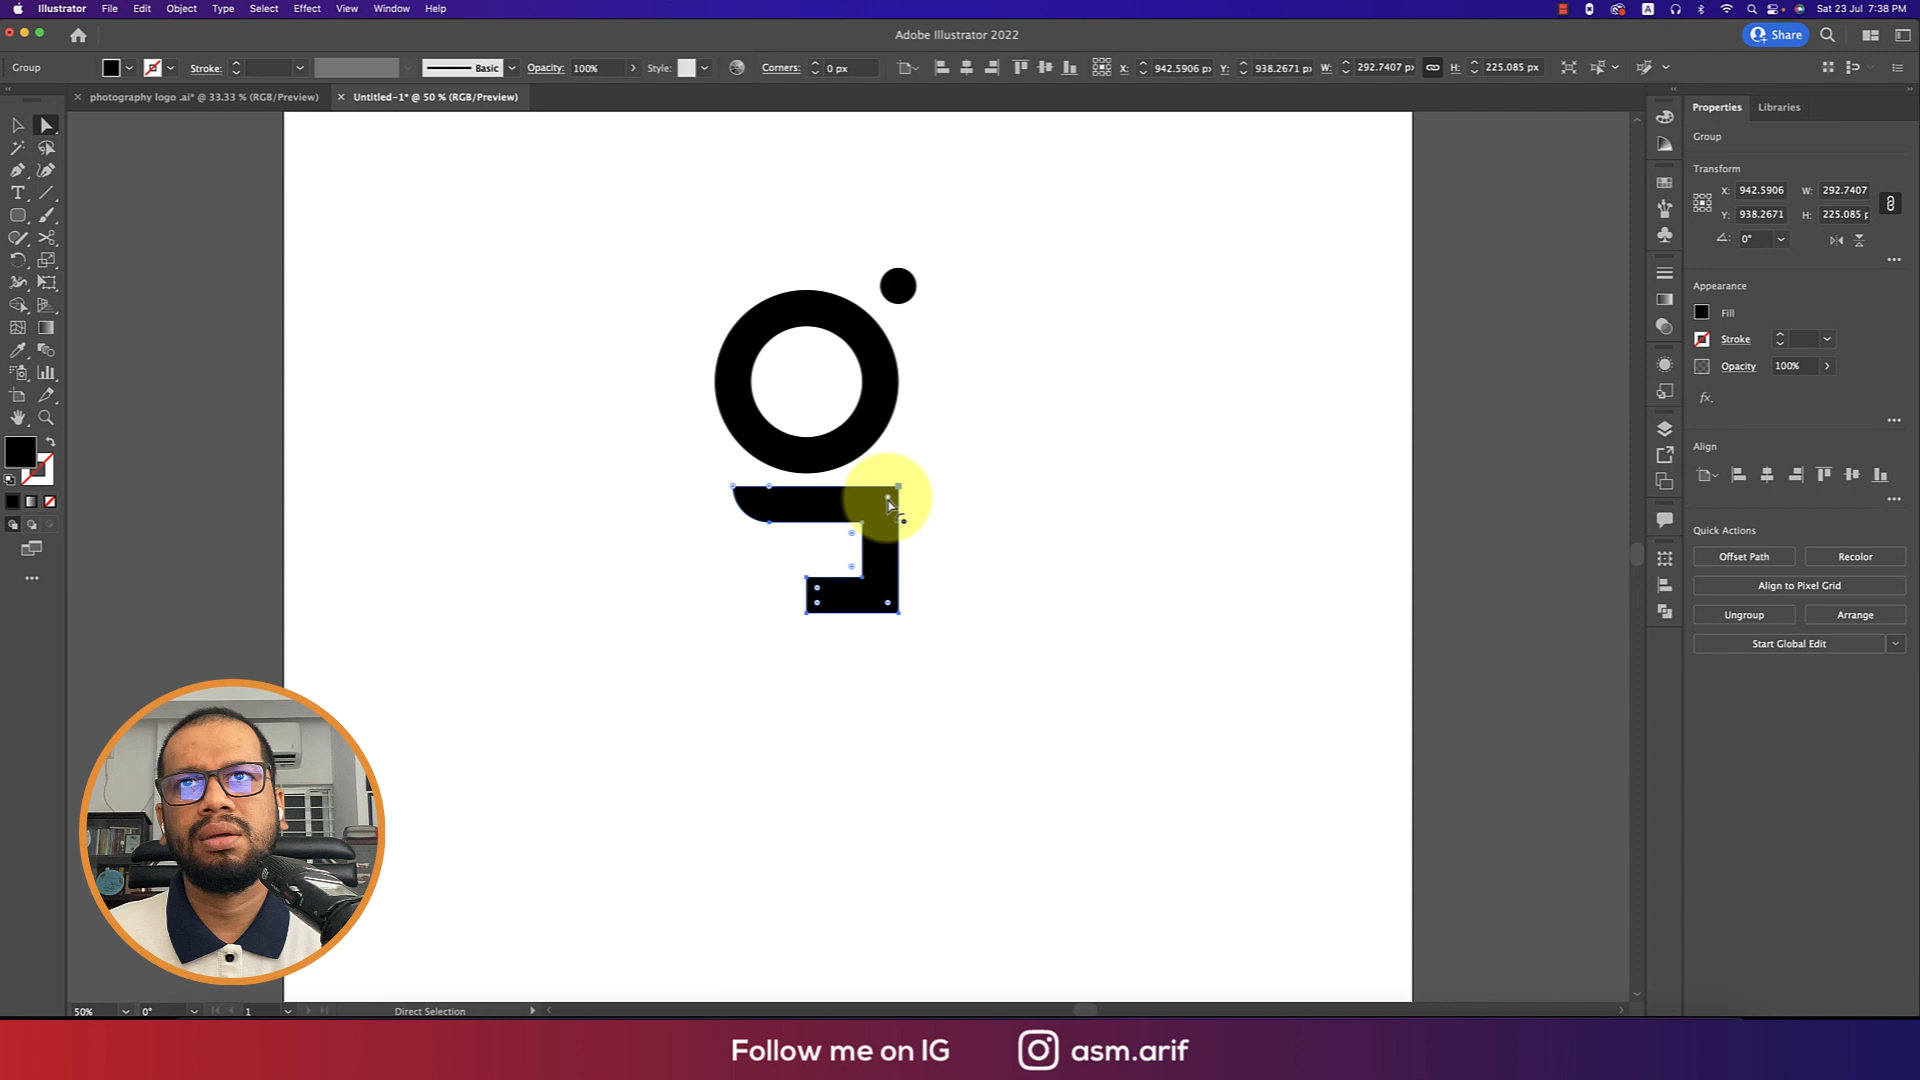 Illustrator File Edit Object Type Select Effect View Window Help
A Sat 23 Jul 7:38 PM
Adobe Illustrator 2022
Share
Group Stroke: Basic Opacity: 100% Style: Corners: 0 px X: 942.5906 px Y: 938.2671 px W: 292.7407 px H: 225.085 px
photography logo .ai* @ 33.33 % (RGB/Preview) Untitled-1* @ 50 % (RGB/Preview)
Properties Libraries
Group
Transform
X: 942.5906 W: 292.7407
Y: 938.2671 H: 225.085 p
0°
Appearance
Fill
Stroke
Opacity 100%
fx.
Align
Quick Actions
Offset Path Recolor
Align to Pixel Grid
Ungroup Arrange
Start Global Edit
50% 0° 1 Direct Selection
Follow me on IG asm.arif